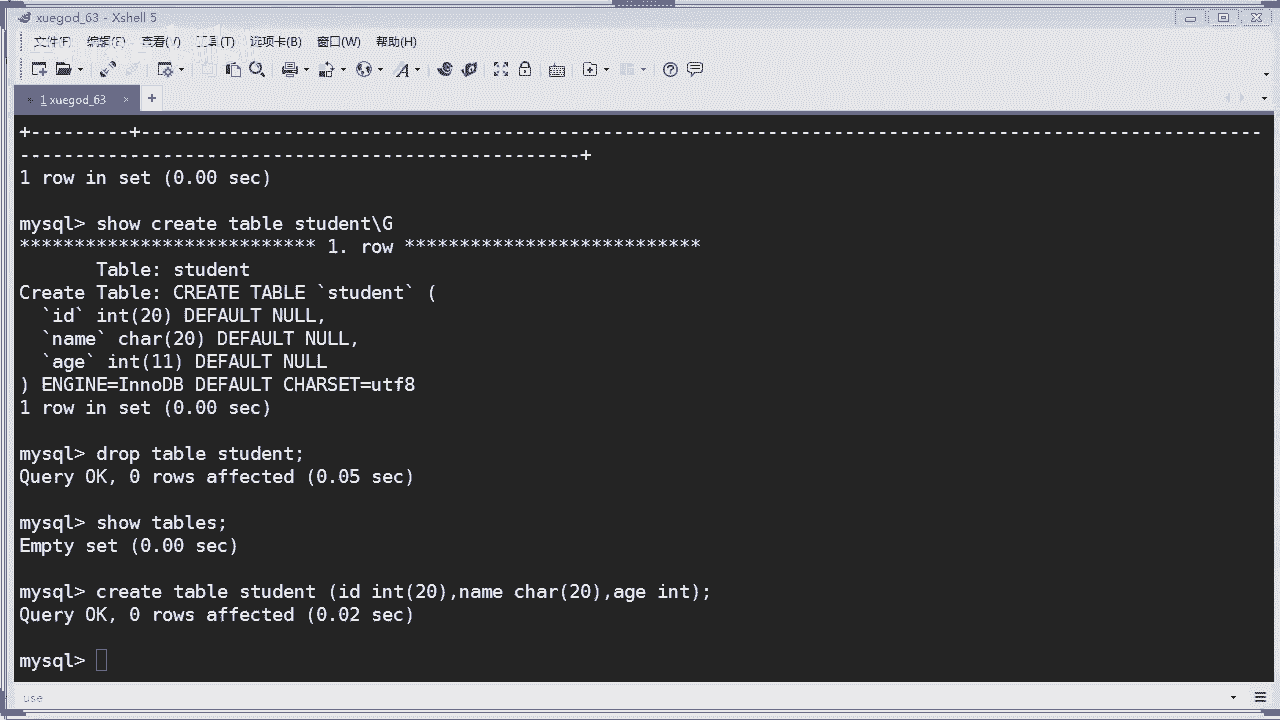 xuegod_63 - Xshell 5
文件(F) 编辑(E) 查看(V) 工具(T) 选项卡(B) 窗口(W) 帮助(H)
1 xuegod_63 × +
+---------+------------------------------------------------------------------------------------------------------
---------------------------------------------------+
1 row in set (0.00 sec)
mysql> show create table student\G
*************************** 1. row ***************************
Table: student
Create Table: CREATE TABLE `student` (
`id` int(20) DEFAULT NULL,
`name` char(20) DEFAULT NULL,
`age` int(11) DEFAULT NULL
) ENGINE=InnoDB DEFAULT CHARSET=utf8
1 row in set (0.00 sec)
mysql> drop table student;
Query OK, 0 rows affected (0.05 sec)
mysql> show tables;
Empty set (0.00 sec)
mysql> create table student (id int(20),name char(20),age int);
Query OK, 0 rows affected (0.02 sec)
mysql>
use